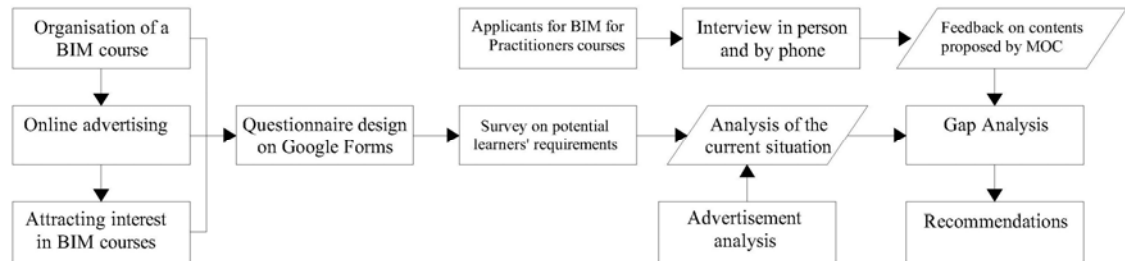 Organisation of a
BIM course
Applicants for BIM for
Practitioners courses
Interview in person
and by phone
Feedback on contents
proposed by MOC
Online advertising
Questionnaire design
on Google Forms
Survey on potential
learners' requirements
Analysis of the
current situation
Gap Analysis
Attracting interest
in BIM courses
Advertisement
analysis
Recommendations